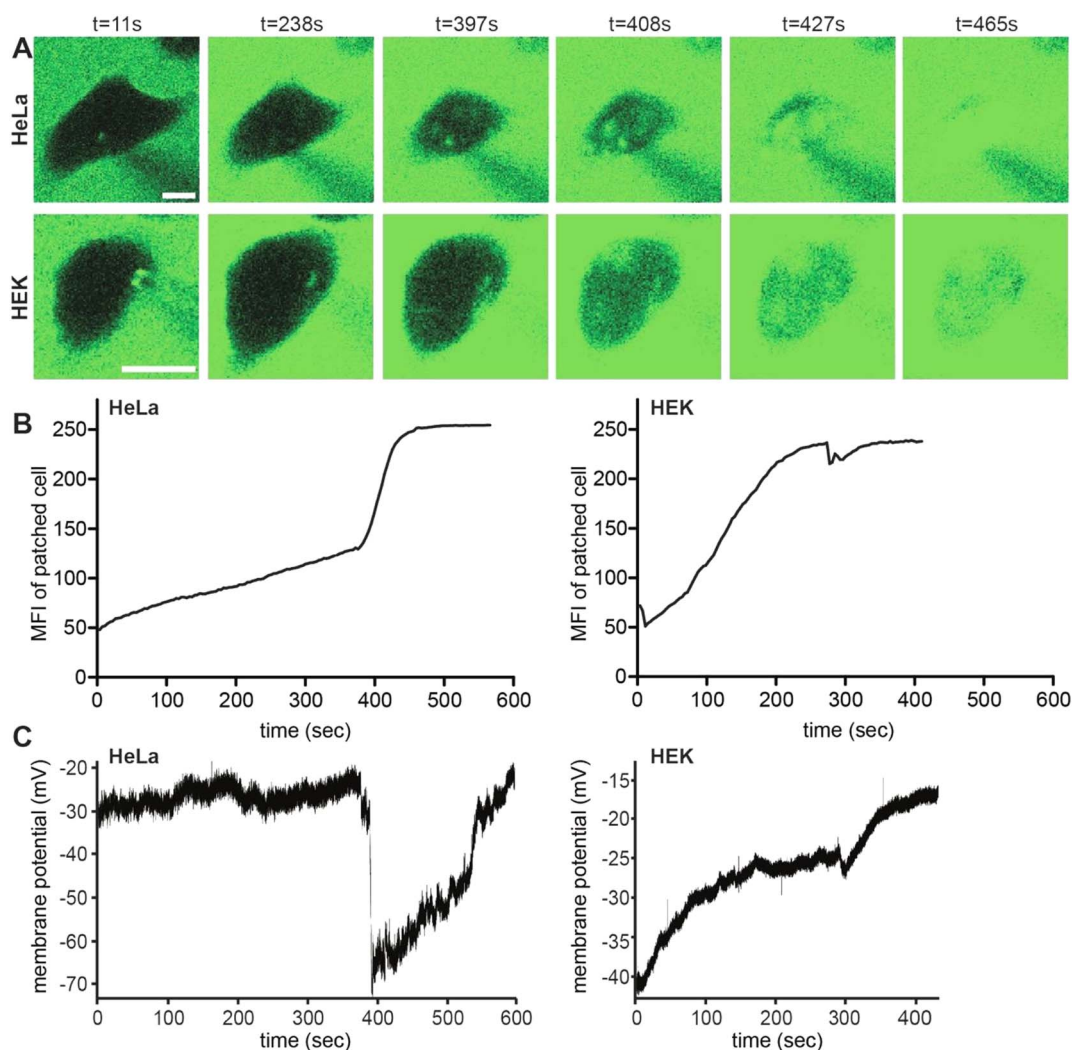 t=11s t=238s t=397s t=408s t=427s t=465s
A
HeLa
HEK
B
HeLa
250
200
150
100
50
0
MFI of patched cell
0 100 200 300 400 500 600
time (sec)
HEK
250
200
150
100
50
0
MFI of patched cell
0 100 200 300 400 500 600
time (sec)
C
HeLa
-20
-30
-40
-50
-60
-70
membrane potential (mV)
0 100 200 300 400 500 600
time (sec)
HEK
-15
-20
-25
-30
-35
-40
membrane potential (mV)
0 100 200 300 400
time (sec)